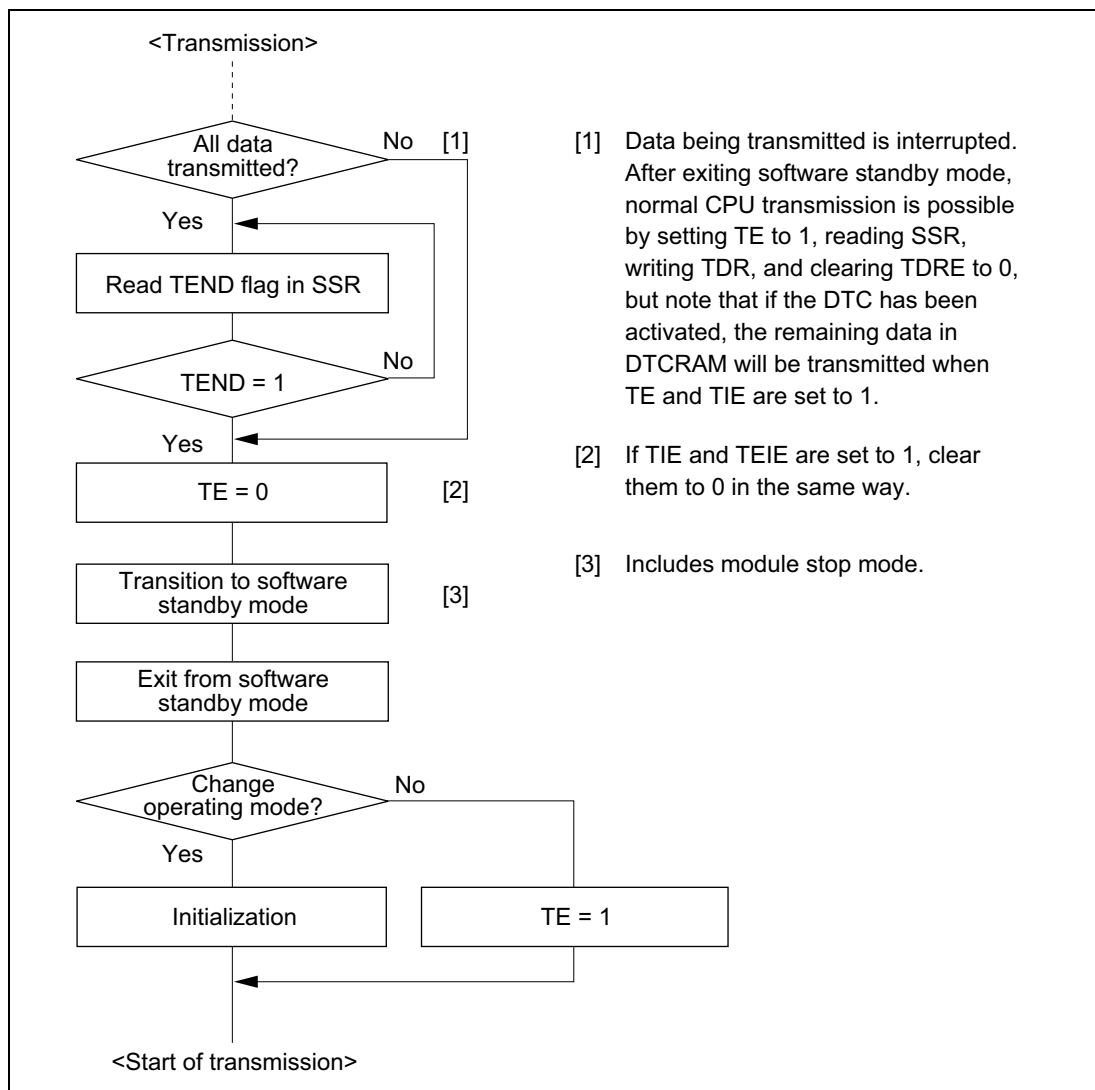 <Transmission>
All data
transmitted?
No [1]
Yes
Read TEND flag in SSR
No
TEND = 1
Yes
TE = 0
[2]
Transition to software
standby mode
[3]
Exit from software
standby mode
Change
operating mode?
No
Yes
Initialization
TE = 1
<Start of transmission>
[1] Data being transmitted is interrupted.
After exiting software standby mode,
normal CPU transmission is possible
by setting TE to 1, reading SSR,
writing TDR, and clearing TDRE to 0,
but note that if the DTC has been
activated, the remaining data in
DTCRAM will be transmitted when
TE and TIE are set to 1.
[2] If TIE and TEIE are set to 1, clear
them to 0 in the same way.
[3] Includes module stop mode.